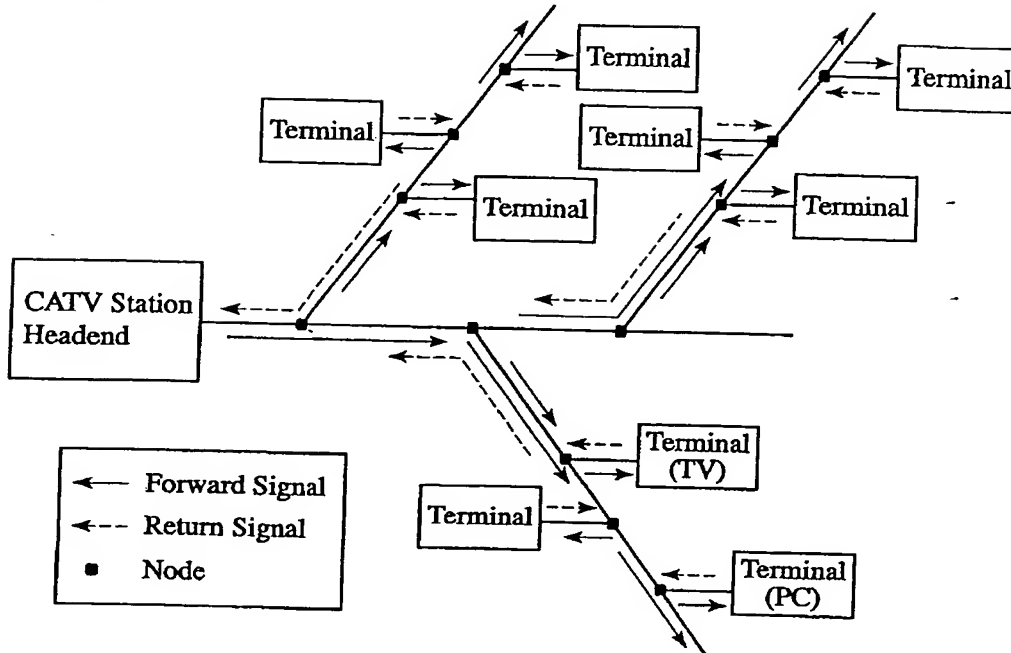 Terminal
Terminal
Terminal
Terminal
Terminal
Terminal
CATV Station
Headend
Terminal
(TV)
Forward Signal
Return Signal
Node
Terminal
Terminal
(PC)